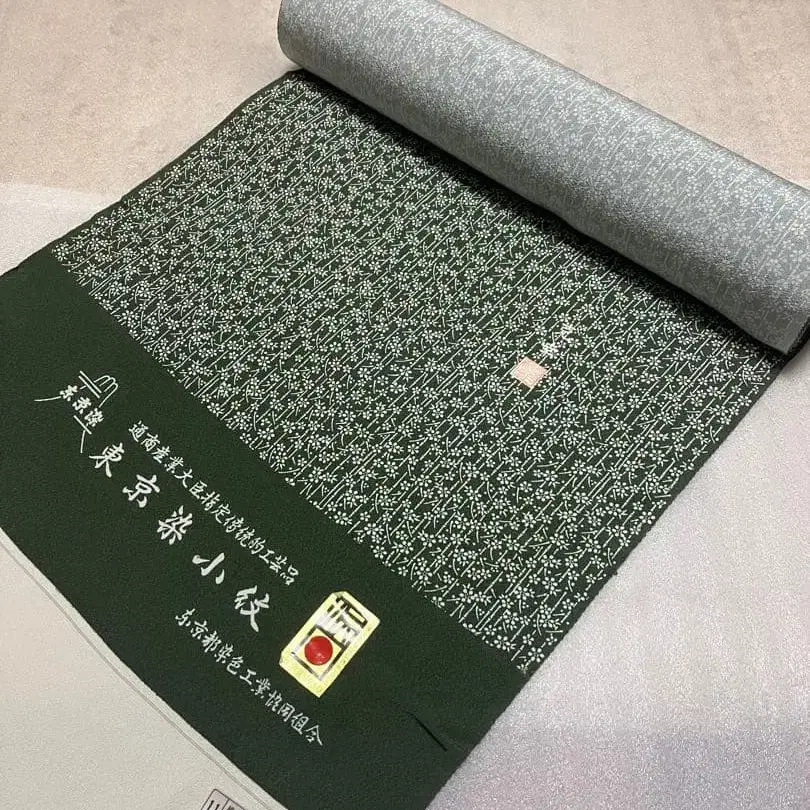 東京染
通商産業大臣指定伝統的工芸品
東京染小紋
東京都染色工業協同組合
伝